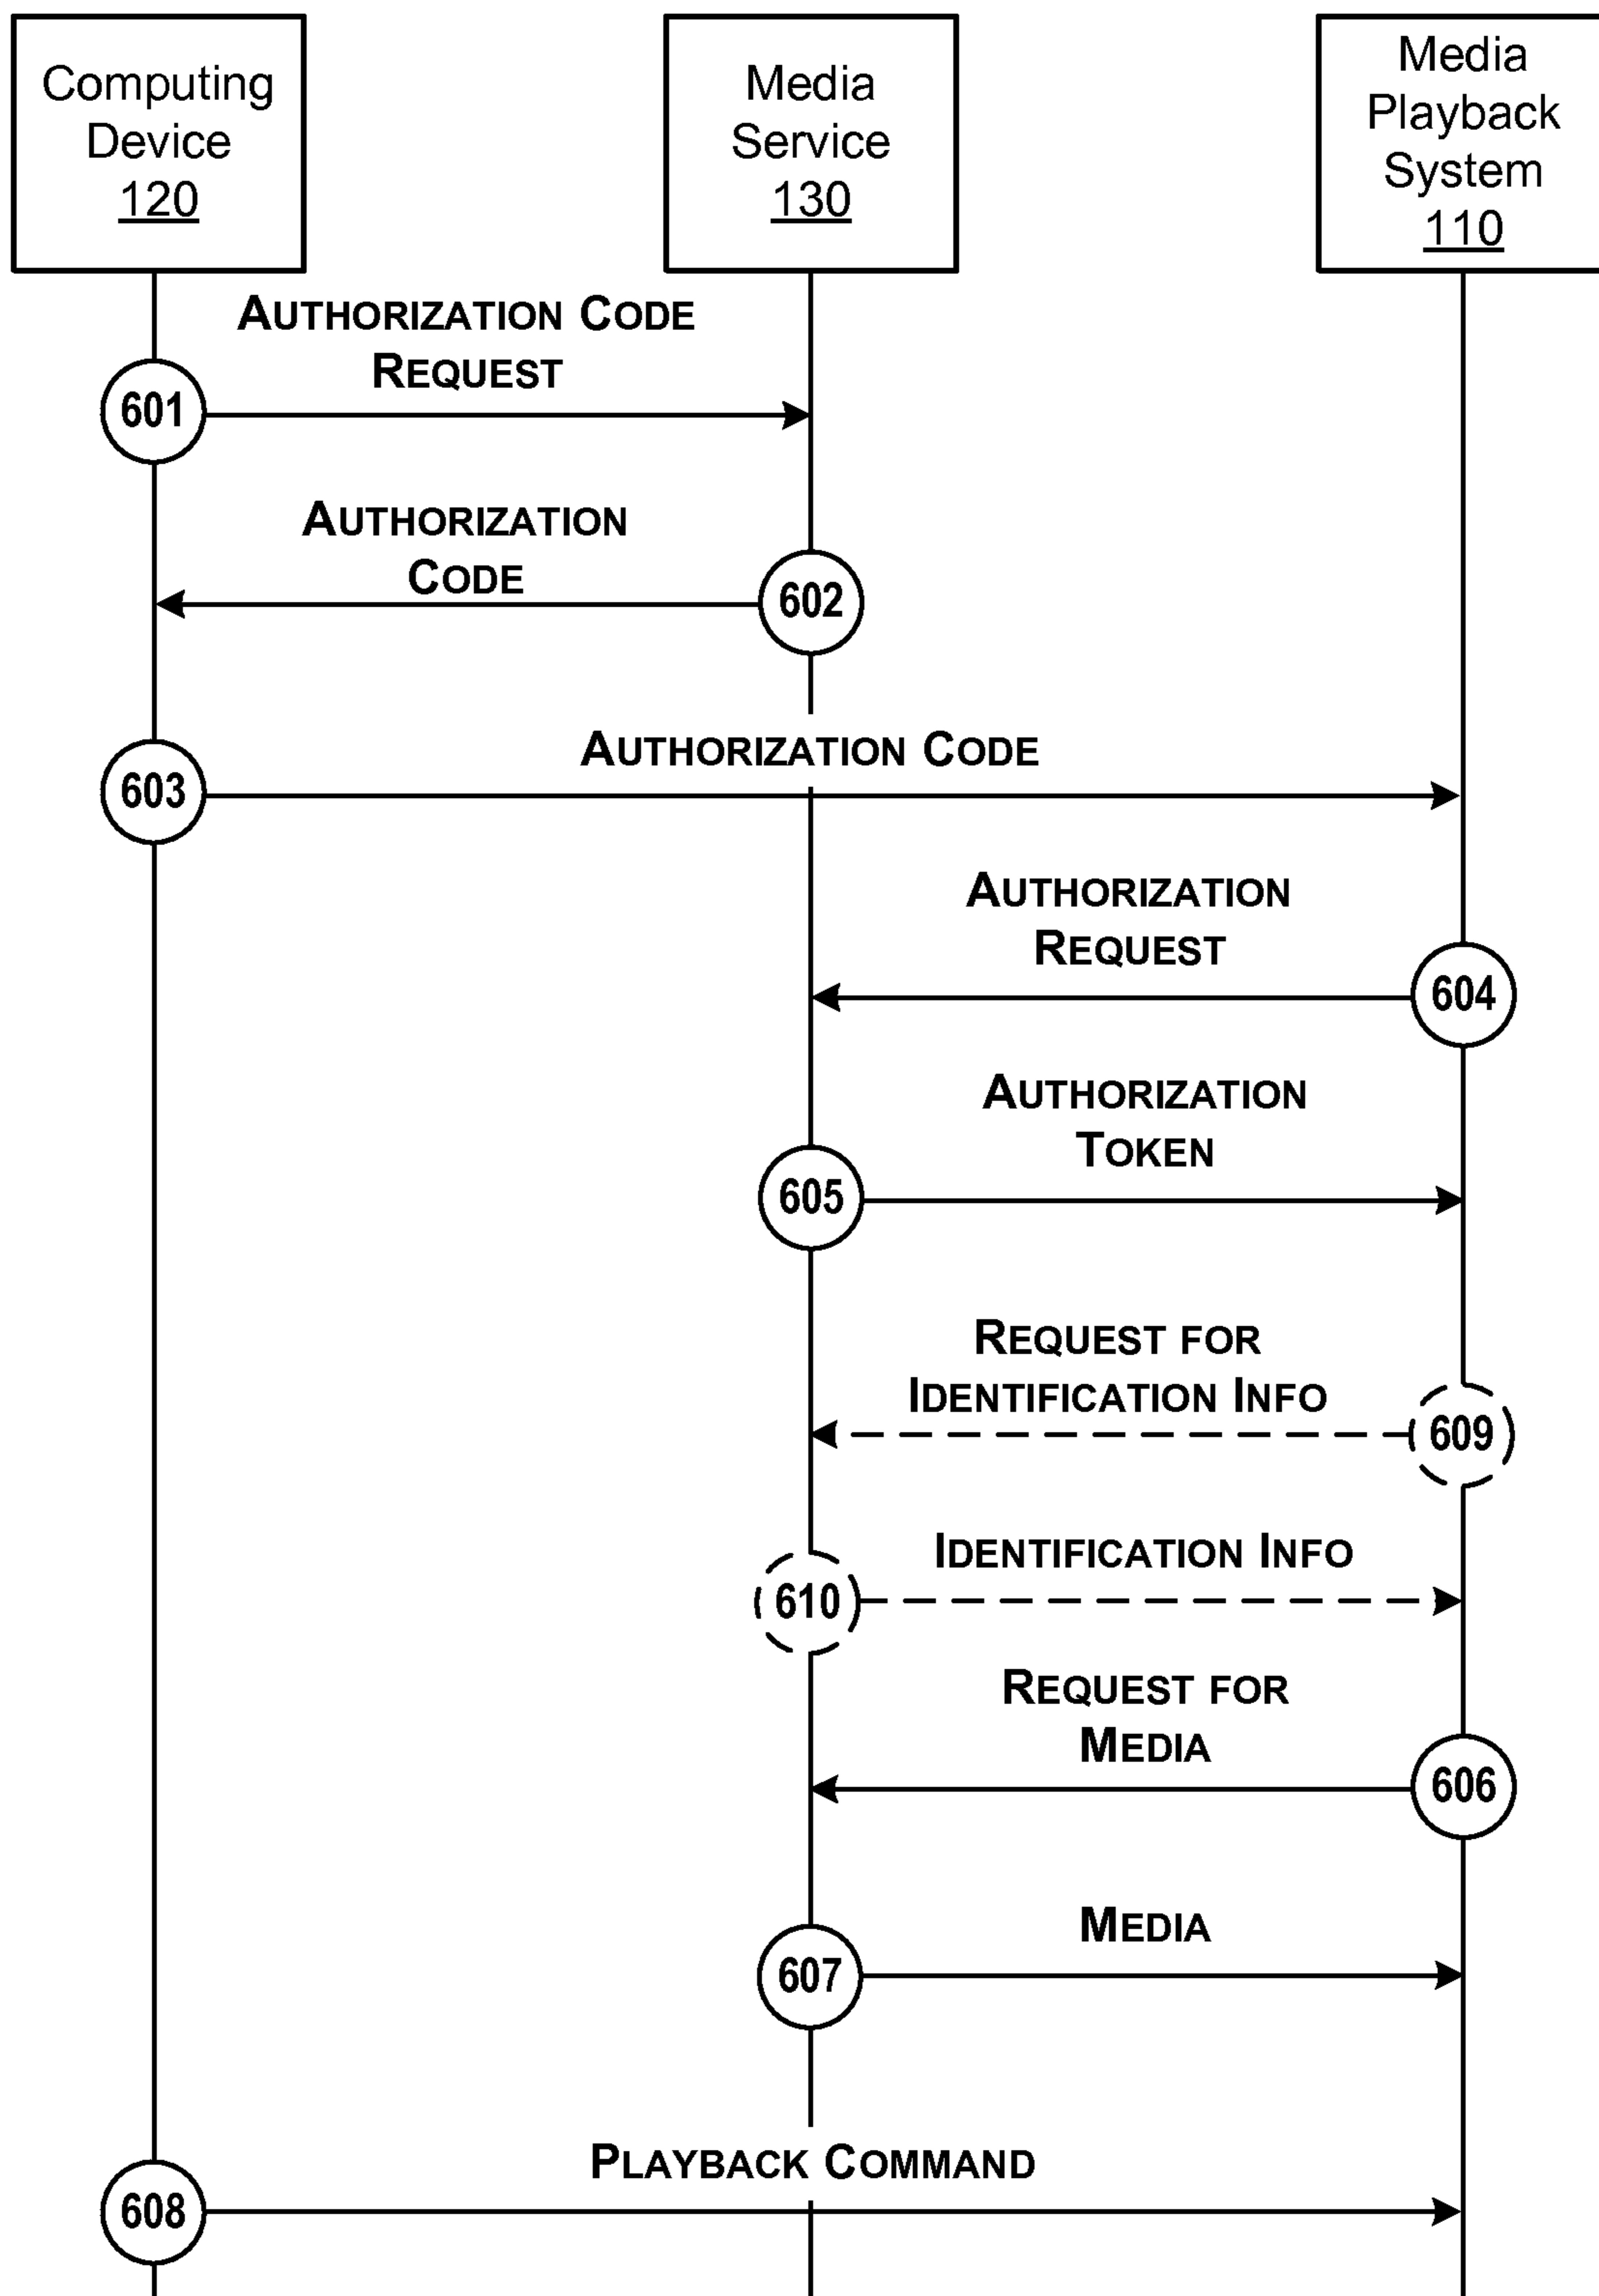 Computing
Device
120
Media
Service
130
Media
Playback
System
110
AUTHORIZATION CODE
REQUEST
601
AUTHORIZATION
CODE
602
AUTHORIZATION CODE
603
AUTHORIZATION
REQUEST
604
AUTHORIZATION
TOKEN
605
REQUEST FOR
IDENTIFICATION INFO
609
IDENTIFICATION INFO
610
REQUEST FOR
MEDIA
606
MEDIA
607
PLAYBACK COMMAND
608